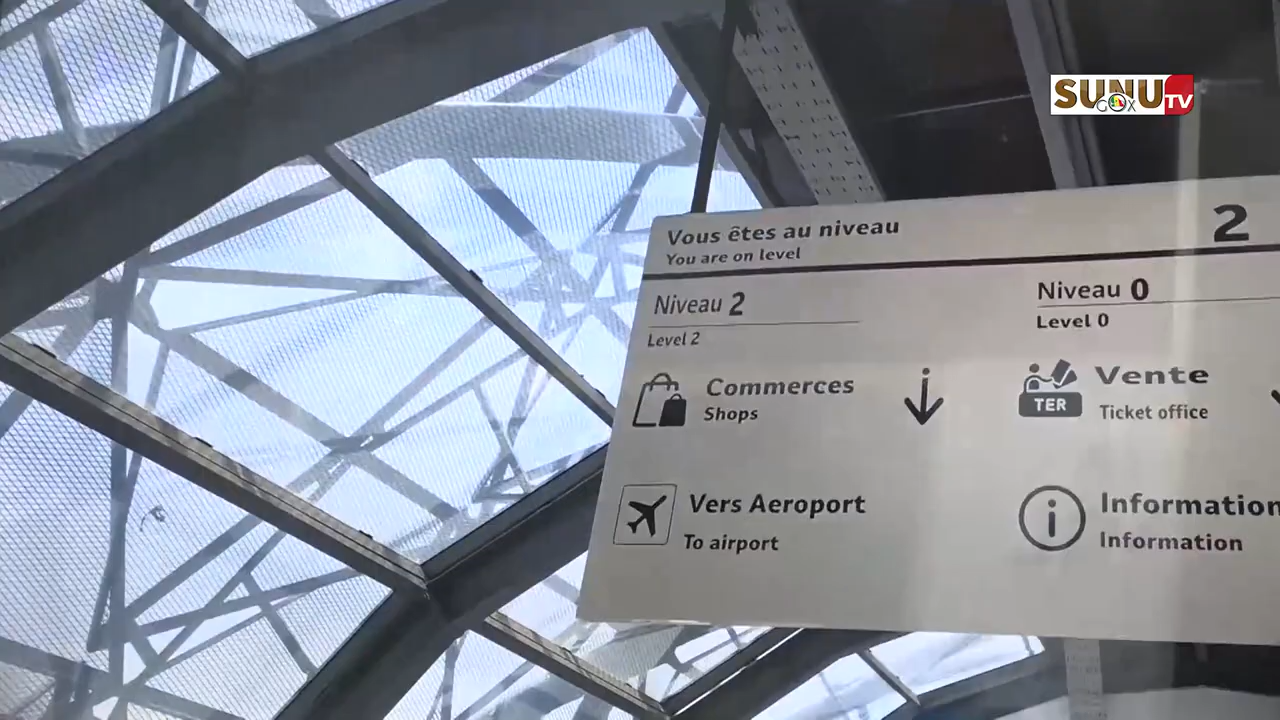 SUNU
GOX
TV
Vous êtes au niveau 2
You are on level
Niveau 2
Level 2
Commerces
Shops
Vers Aeroport
To airport
Niveau 0
Level 0
TER
Vente
Ticket office
Information
Information